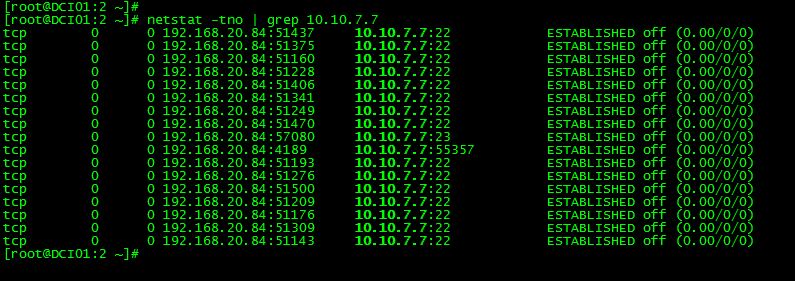 [root@DCI01:2 ~]#
[root@DCI01:2 ~]# netstat -tno | grep 10.10.7.7
tcp 0 0 192.168.20.84:51437 10.10.7.7:22 ESTABLISHED off (0.00/0/0)
tcp 0 0 192.168.20.84:51375 10.10.7.7:22 ESTABLISHED off (0.00/0/0)
tcp 0 0 192.168.20.84:51160 10.10.7.7:22 ESTABLISHED off (0.00/0/0)
tcp 0 0 192.168.20.84:51228 10.10.7.7:22 ESTABLISHED off (0.00/0/0)
tcp 0 0 192.168.20.84:51406 10.10.7.7:22 ESTABLISHED off (0.00/0/0)
tcp 0 0 192.168.20.84:51341 10.10.7.7:22 ESTABLISHED off (0.00/0/0)
tcp 0 0 192.168.20.84:51249 10.10.7.7:22 ESTABLISHED off (0.00/0/0)
tcp 0 0 192.168.20.84:51470 10.10.7.7:22 ESTABLISHED off (0.00/0/0)
tcp 0 0 192.168.20.84:57080 10.10.7.7:23 ESTABLISHED off (0.00/0/0)
tcp 0 0 192.168.20.84:4189 10.10.7.7:55357 ESTABLISHED off (0.00/0/0)
tcp 0 0 192.168.20.84:51193 10.10.7.7:22 ESTABLISHED off (0.00/0/0)
tcp 0 0 192.168.20.84:51276 10.10.7.7:22 ESTABLISHED off (0.00/0/0)
tcp 0 0 192.168.20.84:51500 10.10.7.7:22 ESTABLISHED off (0.00/0/0)
tcp 0 0 192.168.20.84:51209 10.10.7.7:22 ESTABLISHED off (0.00/0/0)
tcp 0 0 192.168.20.84:51176 10.10.7.7:22 ESTABLISHED off (0.00/0/0)
tcp 0 0 192.168.20.84:51309 10.10.7.7:22 ESTABLISHED off (0.00/0/0)
tcp 0 0 192.168.20.84:51143 10.10.7.7:22 ESTABLISHED off (0.00/0/0)
[root@DCI01:2 ~]#